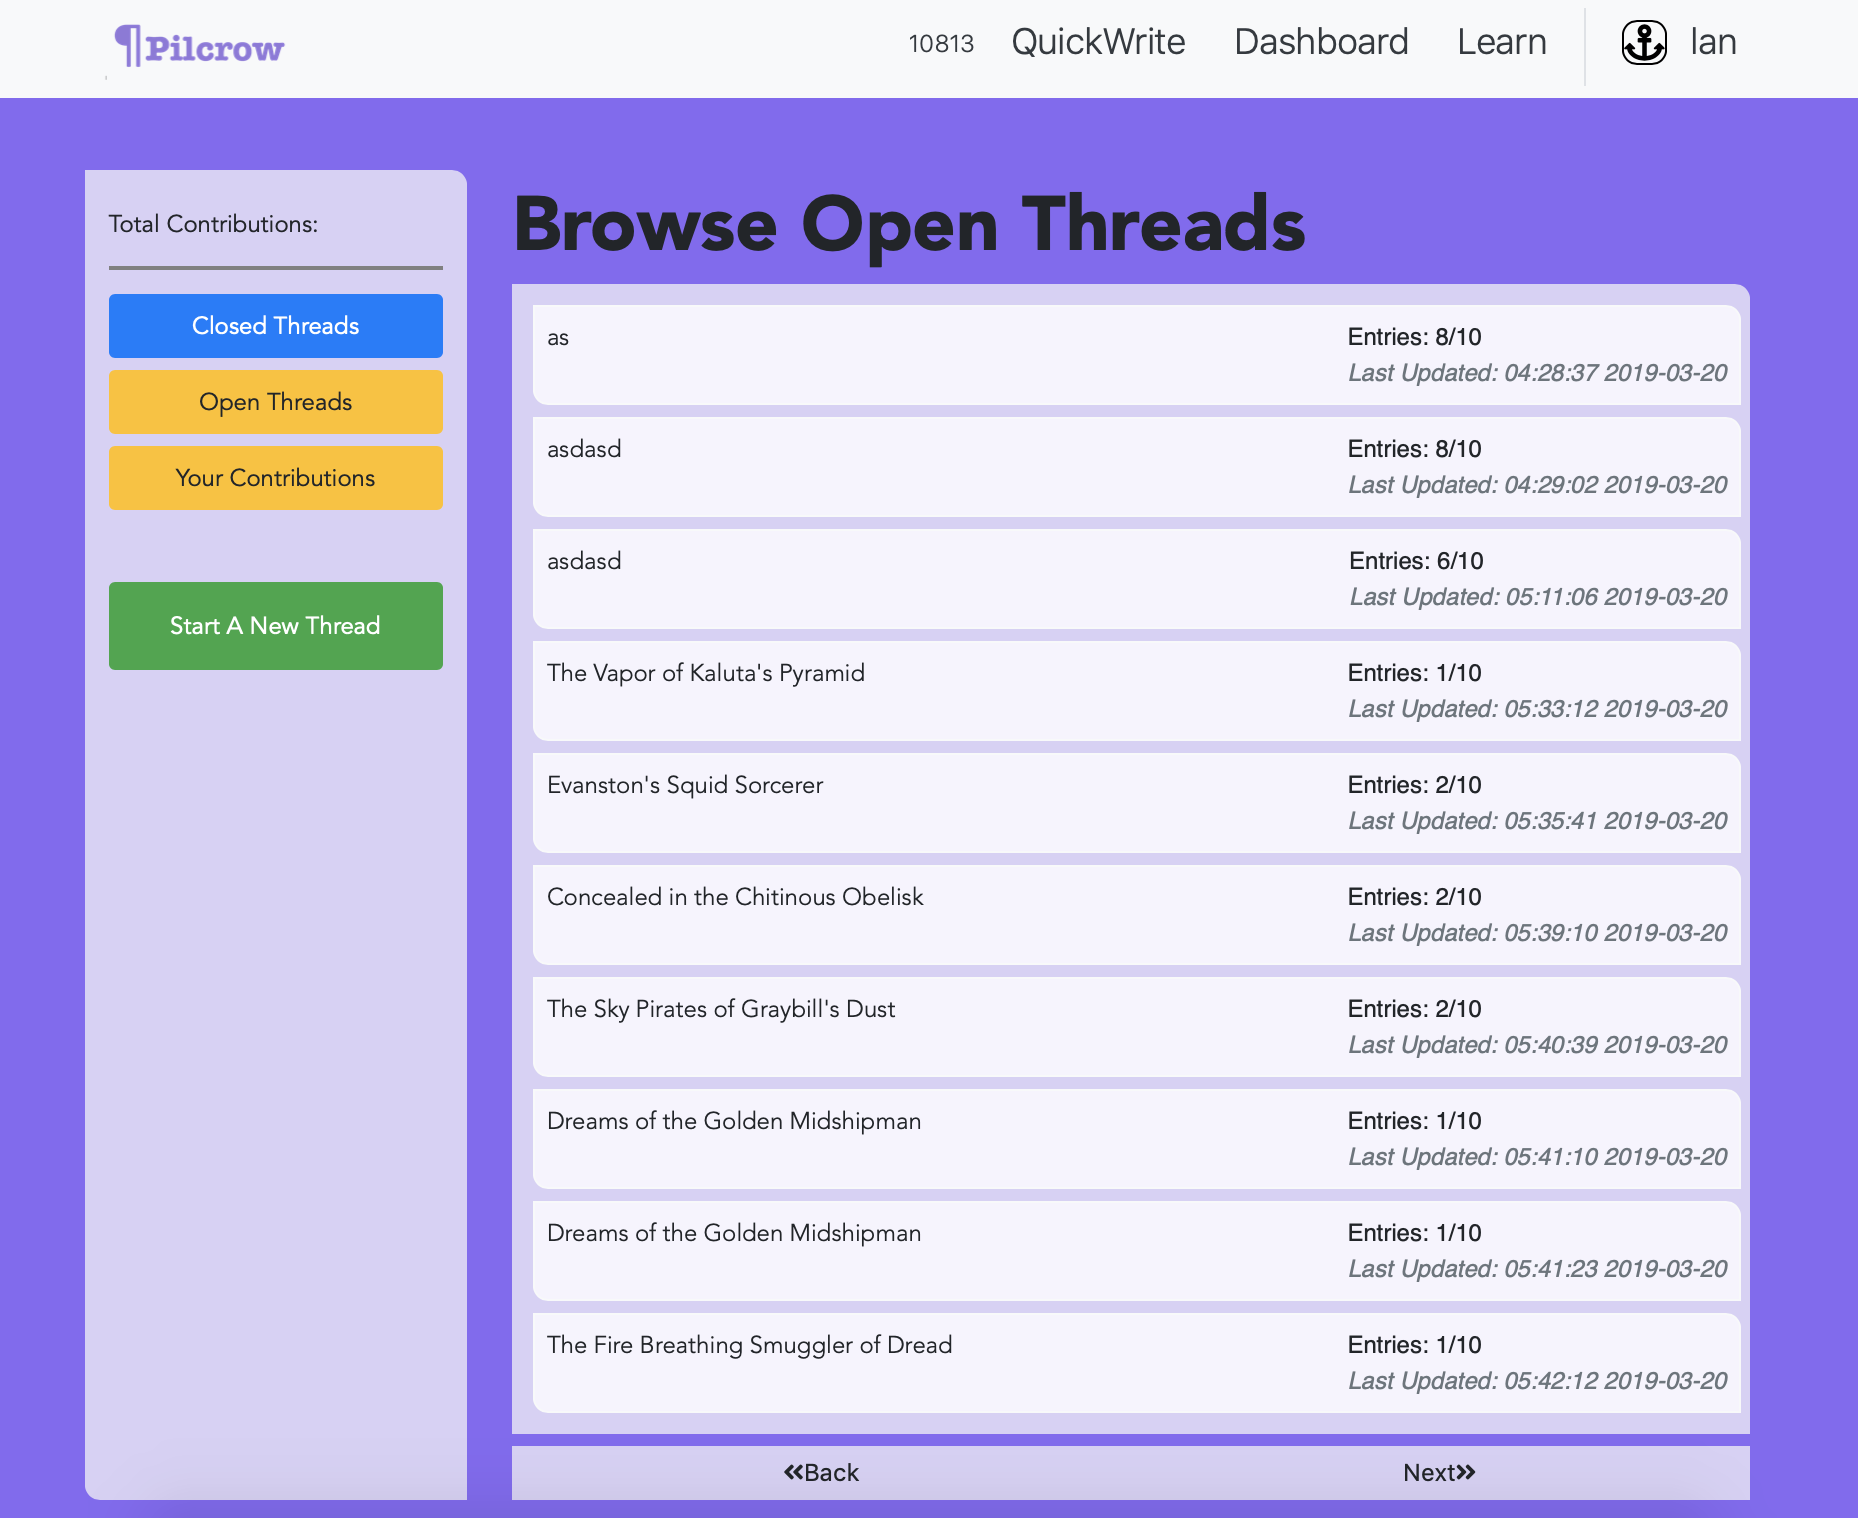 ¶Pilcrow
10813 QuickWrite Dashboard Learn Ian
Total Contributions:
Closed Threads
Open Threads
Your Contributions
Start A New Thread
Browse Open Threads
as
Entries: 8/10
Last Updated: 04:28:37 2019-03-20
asdasd
Entries: 8/10
Last Updated: 04:29:02 2019-03-20
asdasd
Entries: 6/10
Last Updated: 05:11:06 2019-03-20
The Vapor of Kaluta's Pyramid
Entries: 1/10
Last Updated: 05:33:12 2019-03-20
Evanston's Squid Sorcerer
Entries: 2/10
Last Updated: 05:35:41 2019-03-20
Concealed in the Chitinous Obelisk
Entries: 2/10
Last Updated: 05:39:10 2019-03-20
The Sky Pirates of Graybill's Dust
Entries: 2/10
Last Updated: 05:40:39 2019-03-20
Dreams of the Golden Midshipman
Entries: 1/10
Last Updated: 05:41:10 2019-03-20
Dreams of the Golden Midshipman
Entries: 1/10
Last Updated: 05:41:23 2019-03-20
The Fire Breathing Smuggler of Dread
Entries: 1/10
Last Updated: 05:42:12 2019-03-20
«Back Next»